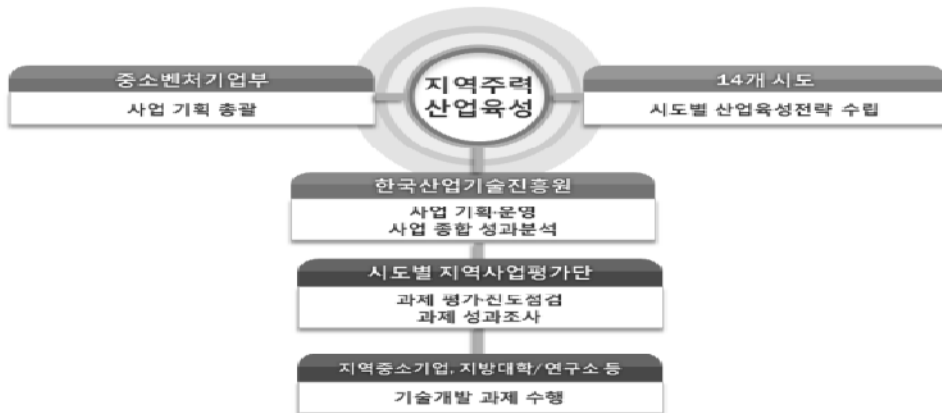 중소벤처기업부
사업 기획 총괄
지역주력
산업육성
14개 시도
시도별 산업육성전략 수립
한국산업기술진흥원
사업 기획·운영
사업 종합 성과분석
시도별 지역사업평가단
과제 평가·진도점검
과제 성과조사
지역중소기업, 지방대학/연구소 등
기술개발 과제 수행